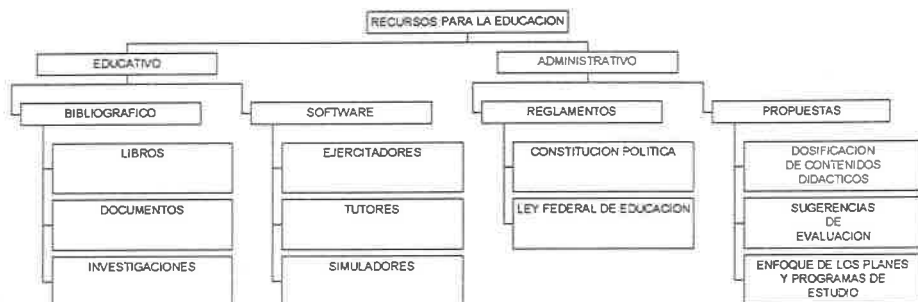 RECURSOS PARA LA EDUCACION
EDUCATIVO
ADMINISTRATIVO
BIBLIOGRAFICO
SOFTWARE
REGLAMENTOS
PROPUESTAS
LIBROS
EJERCITADORES
CONSTITUCION POLITICA
DOSIFICACION
DE CONTENIDOS
DIDACTICOS
DOCUMENTOS
TUTORES
LEY FEDERAL DE EDUCACION
SUGERENCIAS
DE
EVALUACION
INVESTIGACIONES
SIMULADORES
ENFOQUE DE LOS PLANES
Y PROGRAMAS DE
ESTUDIO